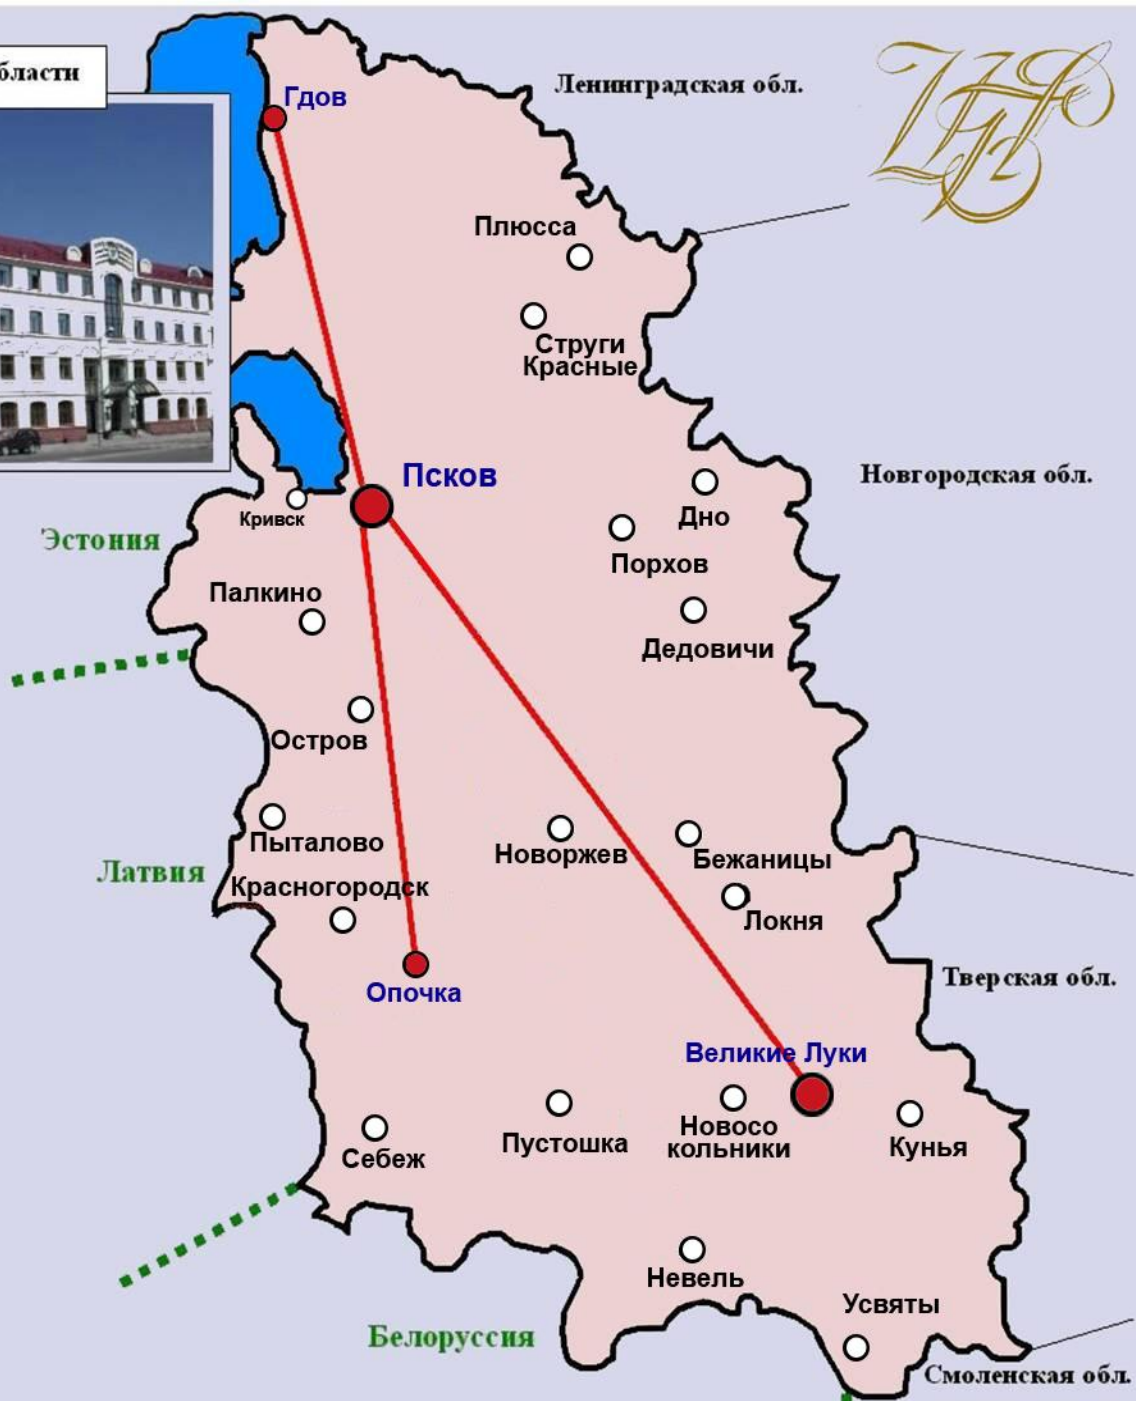 бласти
Ленинградская обл.
Гдов
Плюсса
Струги
Красные
Псков
Новгородская обл.
Дно
Кривск
Эстония
Порхов
Палкино
Дедовичи
Остров
Пыталово
Новоржев
Бежаницы
Латвия
Красногородск
Локня
Тверская обл.
Опочка
Великие Луки
Новосо
кольники
Пустошка
Кунья
Себеж
Невель
Усвяты
Белоруссия
Смоленская обл.